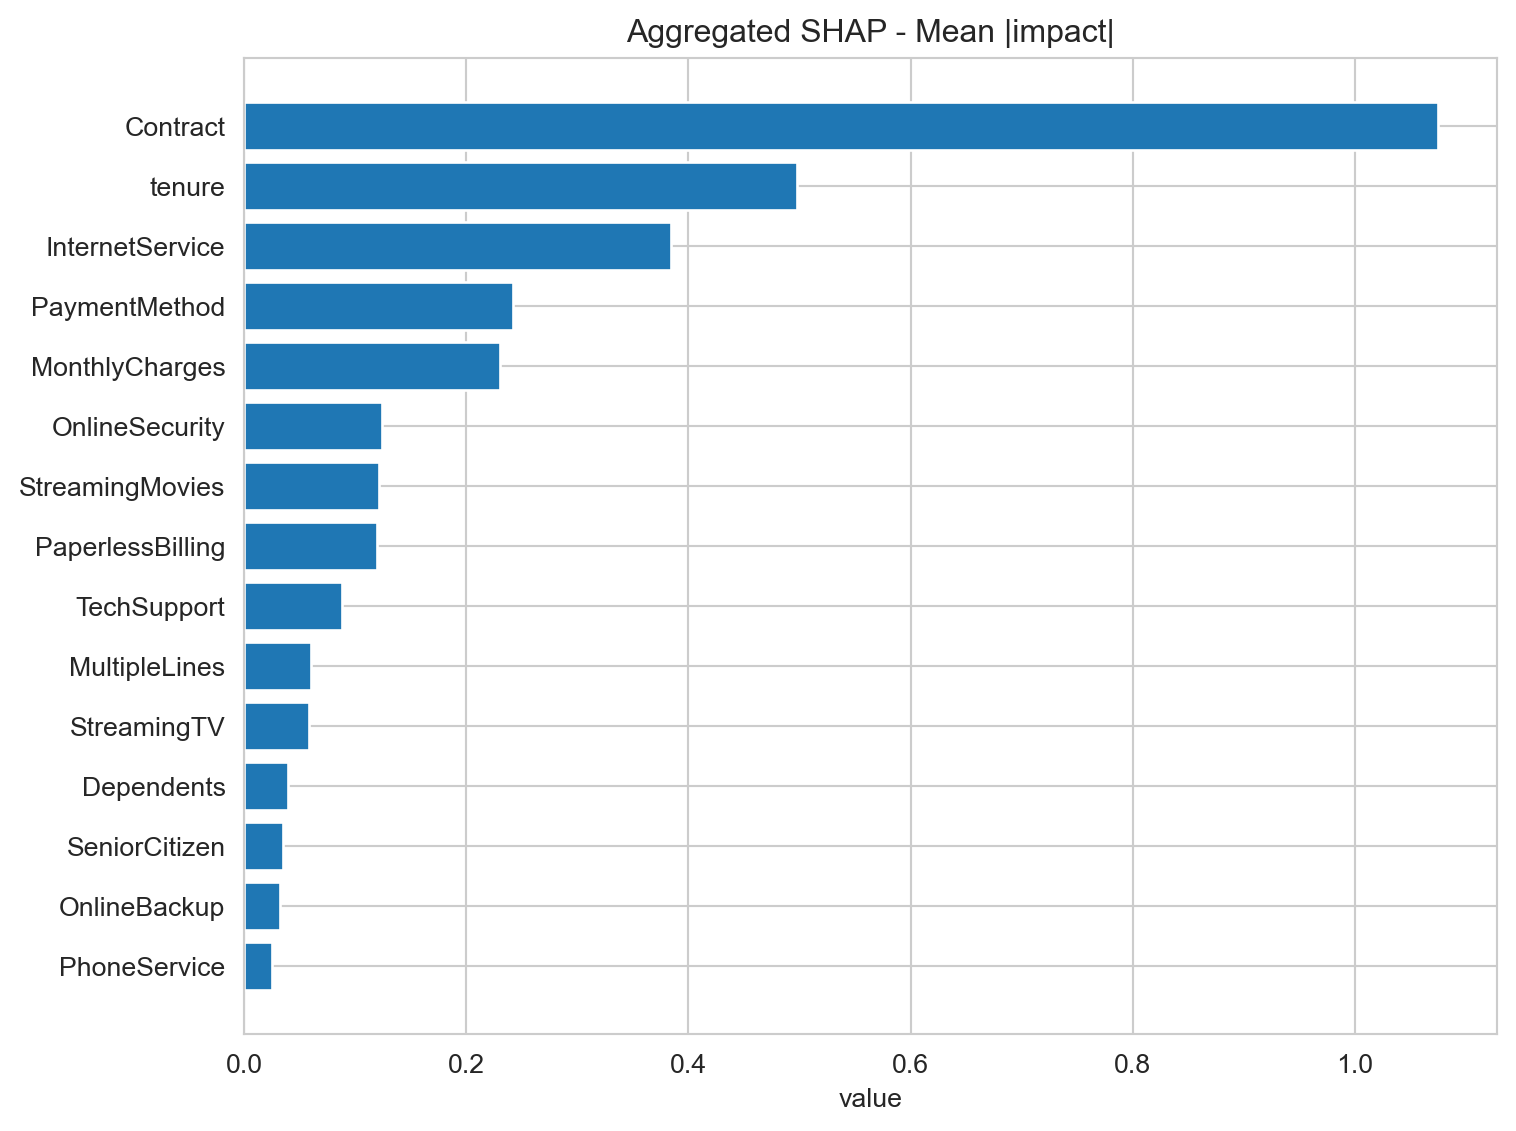 Aggregated SHAP - Mean |impact|
Contract
tenure
InternetService
PaymentMethod
MonthlyCharges
OnlineSecurity
StreamingMovies
PaperlessBilling
TechSupport
MultipleLines
StreamingTV
Dependents
SeniorCitizen
OnlineBackup
PhoneService
0.0 0.2 0.4 0.6 0.8 1.0
value